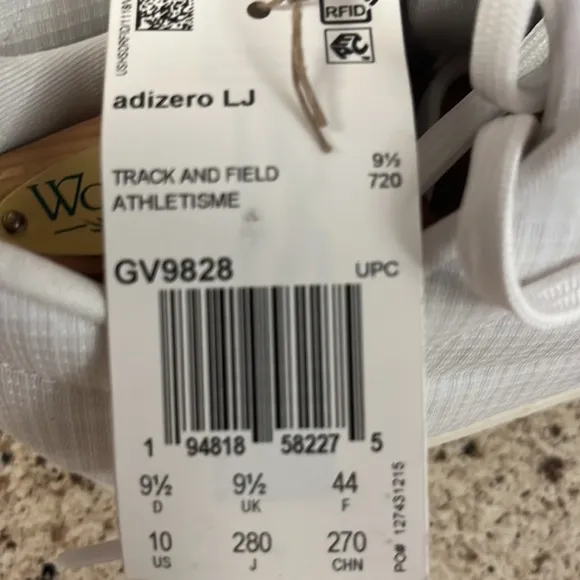 RFID
adizero LJ
TRACK AND FIELD
ATHLETISME
9½
720
GV9828
UPC
1 94818 58227 5
9½ 9½ 44
D UK F
10 280 270
US J CHN
PO# 127431215